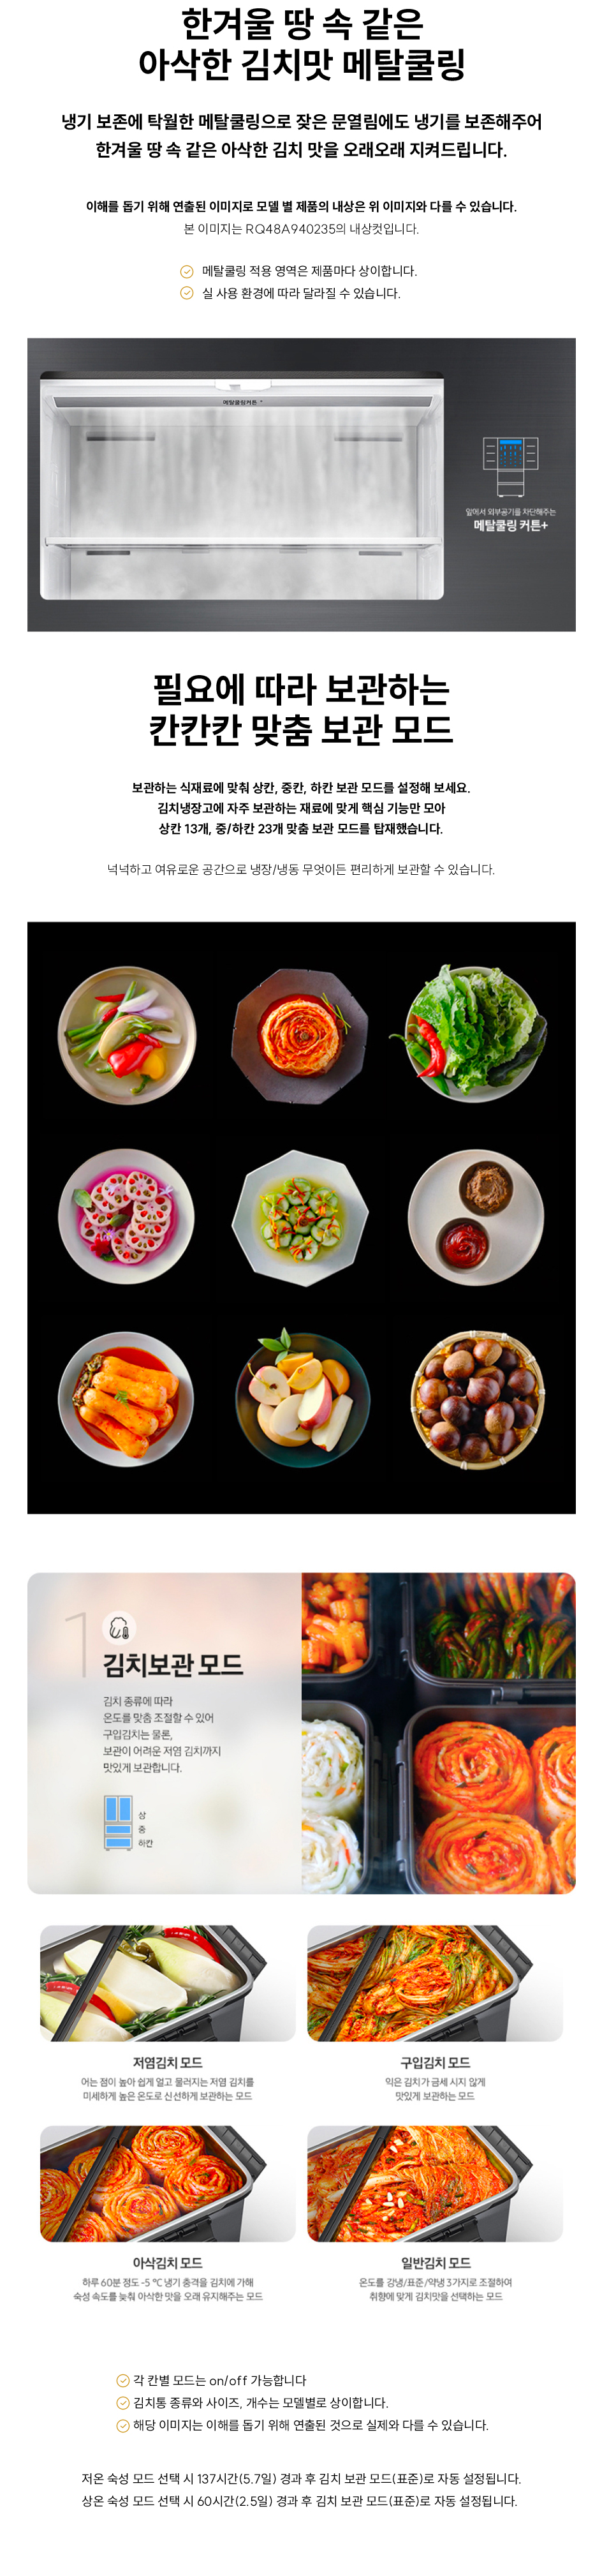 한겨울 땅 속 같은
아삭한 김치맛 메탈쿨링
냉기 보존에 탁월한 메탈쿨링으로 잦은 문열림에도 냉기를 보존해주어
한겨울 땅 속 같은 아삭한 김치 맛을 오래오래 지켜드립니다.
이해를 돕기 위해 연출된 이미지로 모델 별 제품의 내상은 위 이미지와 다를 수 있습니다.
본 이미지는 RQ48A940235의 내상컷입니다.
메탈쿨링 적용 영역은 제품마다 상이합니다.
실 사용 환경에 따라 달라질 수 있습니다.
메탈쿨링커튼 +
앞에서 외부공기를 차단해주는
메탈쿨링 커튼+
필요에 따라 보관하는
칸칸칸 맞춤 보관 모드
보관하는 식재료에 맞춰 상칸, 중칸, 하칸 보관 모드를 설정해 보세요.
김치냉장고에 자주 보관하는 재료에 맞게 핵심 기능만 모아
상칸 13개, 중/하칸 23개 맞춤 보관 모드를 탑재했습니다.
넉넉하고 여유로운 공간으로 냉장/냉동 무엇이든 편리하게 보관할 수 있습니다.
1
김치보관 모드
김치 종류에 따라
온도를 맞춤 조절할 수 있어
구입김치는 물론,
보관이 어려운 저염 김치까지
맛있게 보관합니다.
상
중
하칸
저염김치 모드
어는 점이 높아 쉽게 얼고 물러지는 저염 김치를
미세하게 높은 온도로 신선하게 보관하는 모드
구입김치 모드
익은 김치가 금세 시지 않게
맛있게 보관하는 모드
아삭김치 모드
하루 60분 정도 -5 ℃ 냉기 충격을 김치에 가해
숙성 속도를 늦춰 아삭한 맛을 오래 유지해주는 모드
일반김치 모드
온도를 강냉/표준/약냉 3가지로 조절하여
취향에 맞게 김치맛을 선택하는 모드
각 칸별 모드는 on/off 가능합니다
김치통 종류와 사이즈, 개수는 모델별로 상이합니다.
해당 이미지는 이해를 돕기 위해 연출된 것으로 실제와 다를 수 있습니다.
저온 숙성 모드 선택 시 137시간(5.7일) 경과 후 김치 보관 모드(표준)로 자동 설정됩니다.
상온 숙성 모드 선택 시 60시간(2.5일) 경과 후 김치 보관 모드(표준)로 자동 설정됩니다.